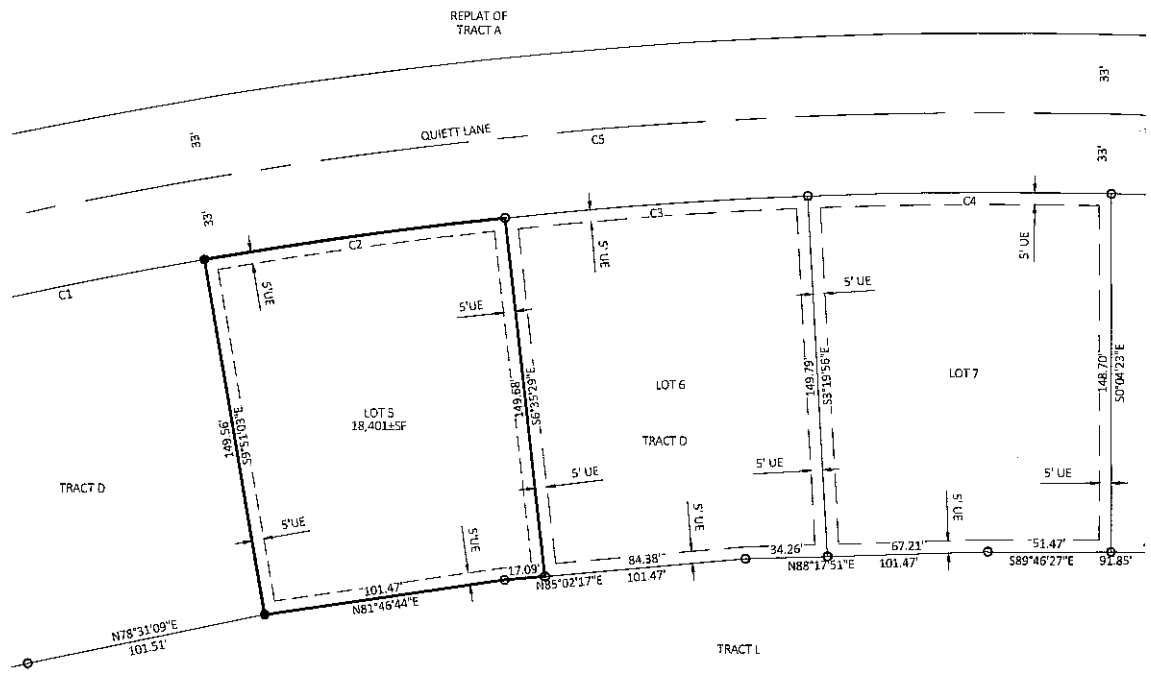 REPLAT OF
TRACT A
33'
33'
QUIETT LANE
C5
33'
33'
C1
C2
C3
C4
5' UE
5' UE
5' UE
5' UE
5' UE
LOT 5
18,401±SF
LOT 6
LOT 7
TRACT D
TRACT D
149.56'
S9°51'03"E
149.68'
S6°35'29"E
149.79'
S3°19'56"E
148.70'
S0°04'23"E
5' UE
5' UE
5' UE
5' UE
5' UE
5' UE
5' UE
101.47'
N81°46'44"E
17.09'
N85°02'17"E
84.38'
101.47'
34.26'
N88°17'51"E
67.21'
101.47'
51.47'
S89°46'27"E
91.85'
N78°31'09"E
101.51'
TRACT L